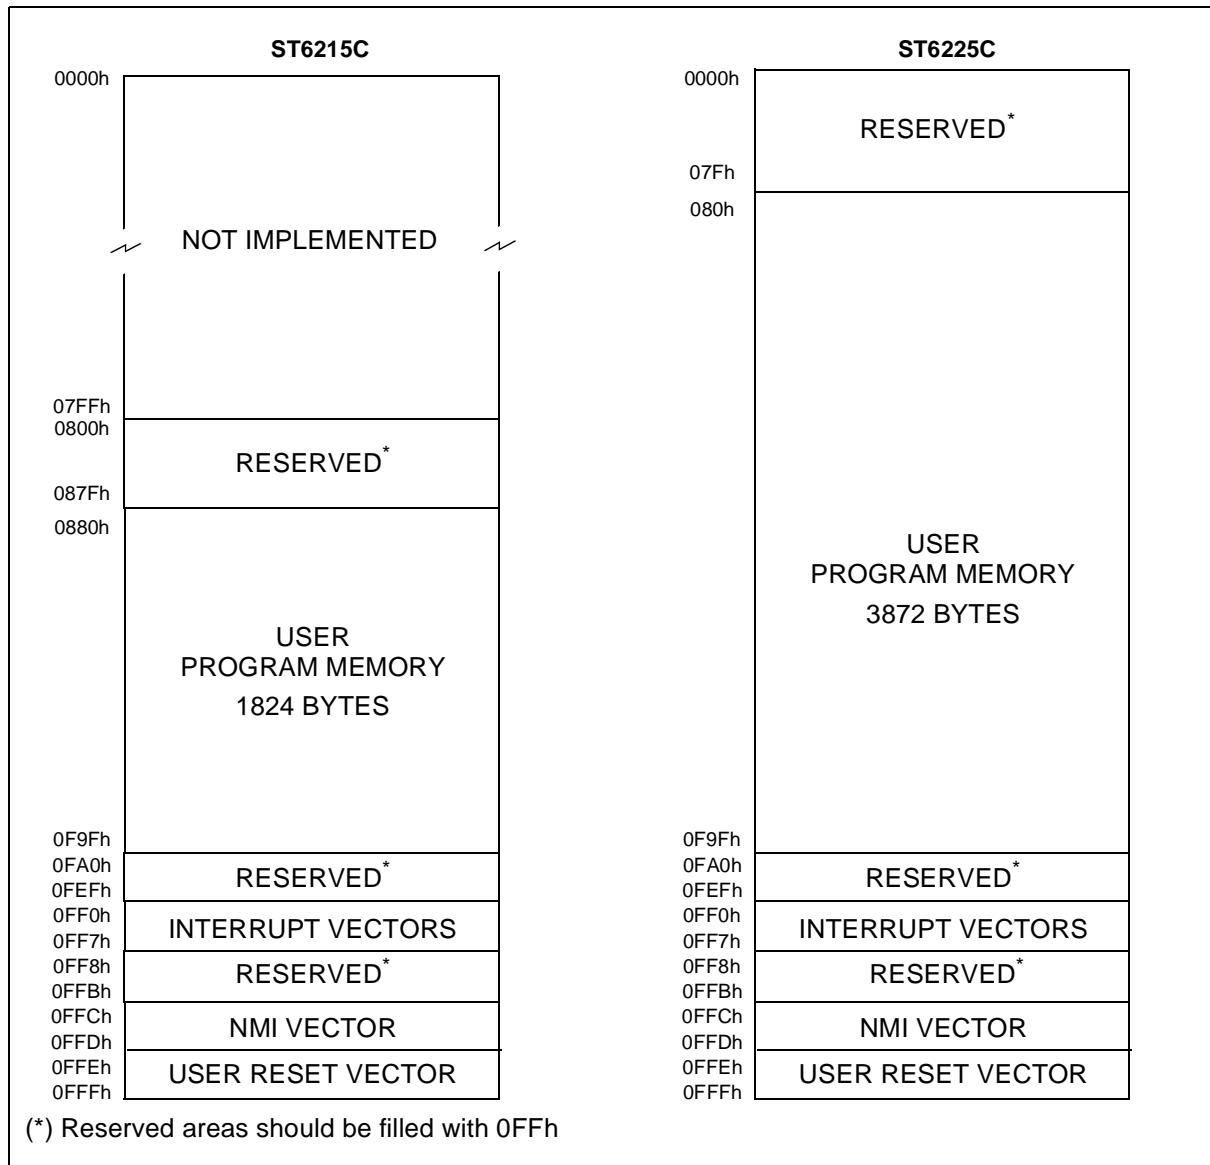 ST6215C
0000h
NOT IMPLEMENTED
07FFh
0800h
RESERVED*
087Fh
0880h
USER
PROGRAM MEMORY
1824 BYTES
0F9Fh
0FA0h
RESERVED*
0FEFh
0FF0h
INTERRUPT VECTORS
0FF7h
0FF8h
RESERVED*
0FFBh
0FFCh
NMI VECTOR
0FFDh
0FFEh
USER RESET VECTOR
0FFFh
ST6225C
0000h
RESERVED*
07Fh
080h
USER
PROGRAM MEMORY
3872 BYTES
0F9Fh
0FA0h
RESERVED*
0FEFh
0FF0h
INTERRUPT VECTORS
0FF7h
0FF8h
RESERVED*
0FFBh
0FFCh
NMI VECTOR
0FFDh
0FFEh
USER RESET VECTOR
0FFFh
(*) Reserved areas should be filled with 0FFh